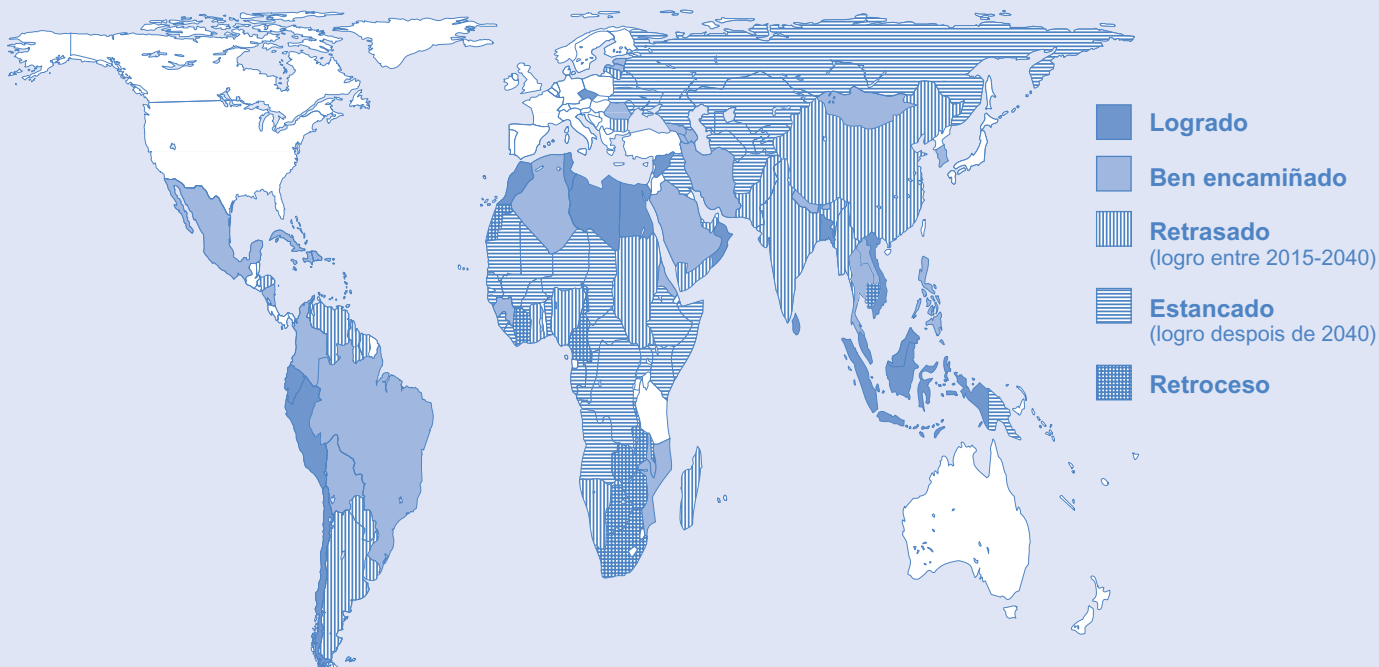 Logrado
Ben encamiñado
Retrasado
(logro entre 2015-2040)
Estancado
(logro despois de 2040)
Retroceso